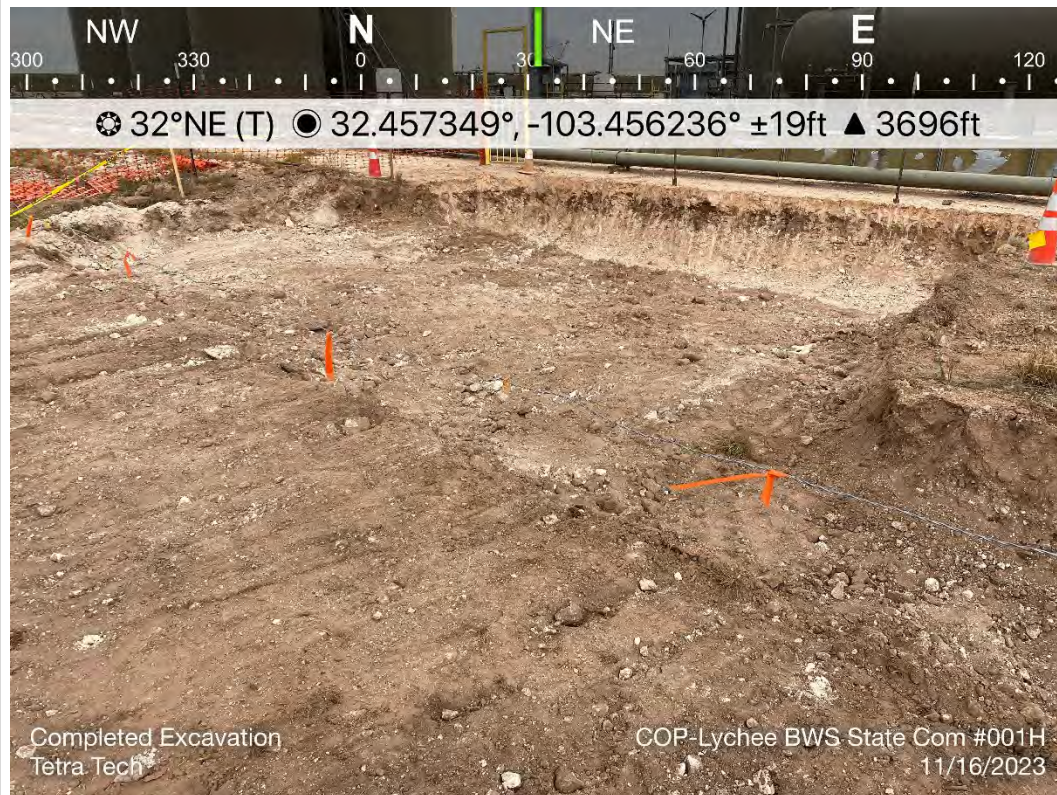 NW N NE E
300 330 0 30 60 90 120
32°NE (T) 32.457349°, -103.456236° ±19ft ▲ 3696ft
Completed Excavation
Tetra Tech
COP-Lychee BWS State Com #001H
11/16/2023